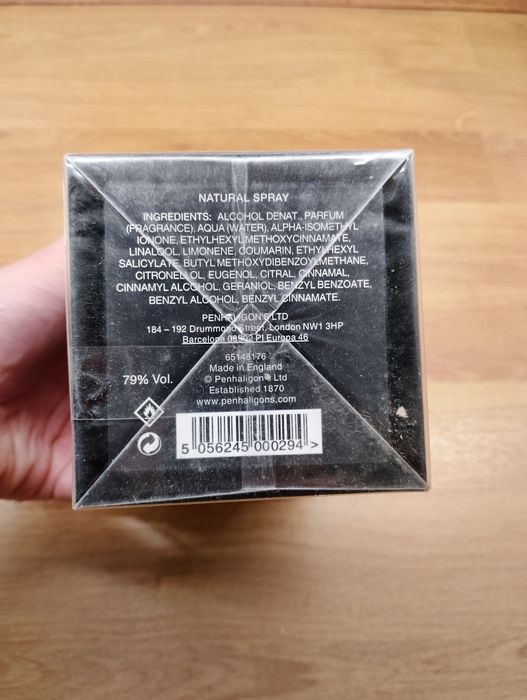 NATURAL SPRAY
INGREDIENTS: ALCOHOL DENAT., PARFUM
(FRAGRANCE), AQUA (WATER), ALPHA-ISOMETHYL
IONONE, ETHYLHEXYL METHOXYCINNAMATE,
LINALOOL, LIMONENE, COUMARIN, ETHYLHEXYL
SALICYLATE, BUTYL METHOXYDIBENZOYLMETHANE,
CITRONELLOL, EUGENOL, CITRAL, CINNAMAL,
CINNAMYL ALCOHOL, GERANIOL, BENZYL BENZOATE,
BENZYL ALCOHOL, BENZYL CINNAMATE.
PENHALIGON'S LTD
184 – 192 Drummond Street, London NW1 3HP
Barcelona 08902 Pl Europa 46
65148176
Made in England
© Penhaligon's Ltd
Established 1870
www.penhaligons.com
79% Vol.
5 056245 000294 >